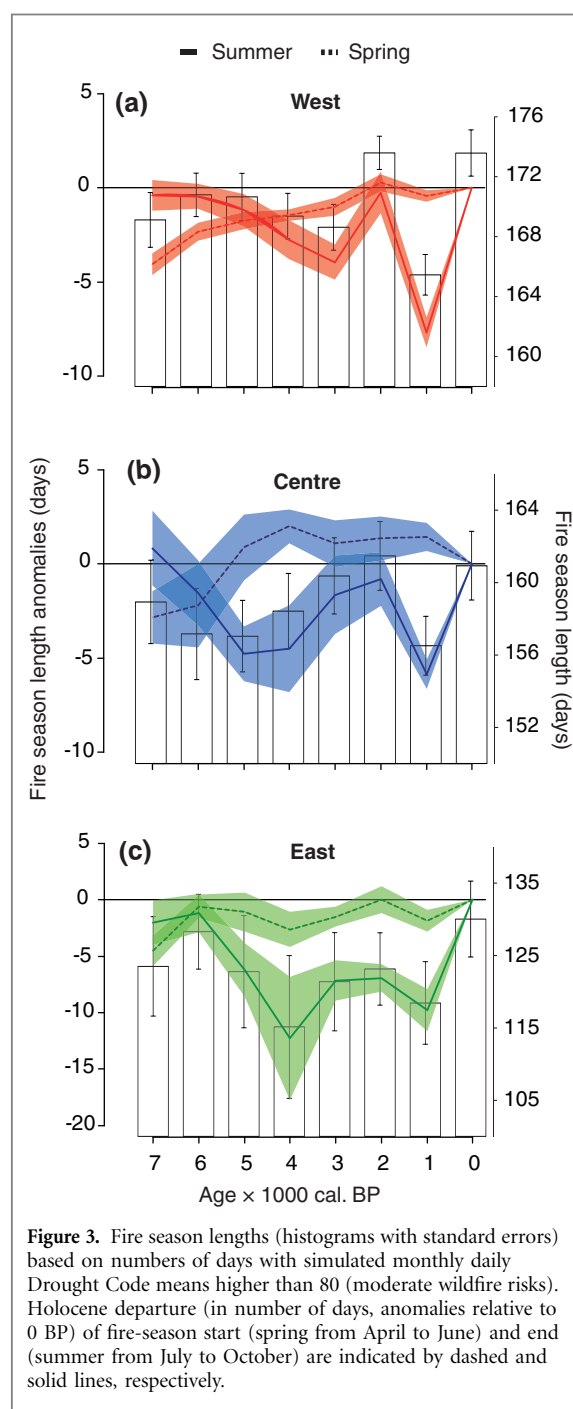 Summer Spring
(a) West
5
0
-5
-10
176
172
168
164
160
(b) Centre
5
0
-5
-10
164
160
156
152
Fire season length anomalies (days)
Fire season length
(days)
(c) East
5
0
-5
-10
-15
-20
135
125
115
105
7 6 5 4 3 2 1 0
Age × 1000 cal. BP
Figure 3. Fire season lengths (histograms with standard errors)
based on numbers of days with simulated monthly daily
Drought Code means higher than 80 (moderate wildfire risks).
Holocene departure (in number of days, anomalies relative to
0 BP) of fire-season start (spring from April to June) and end
(summer from July to October) are indicated by dashed and
solid lines, respectively.